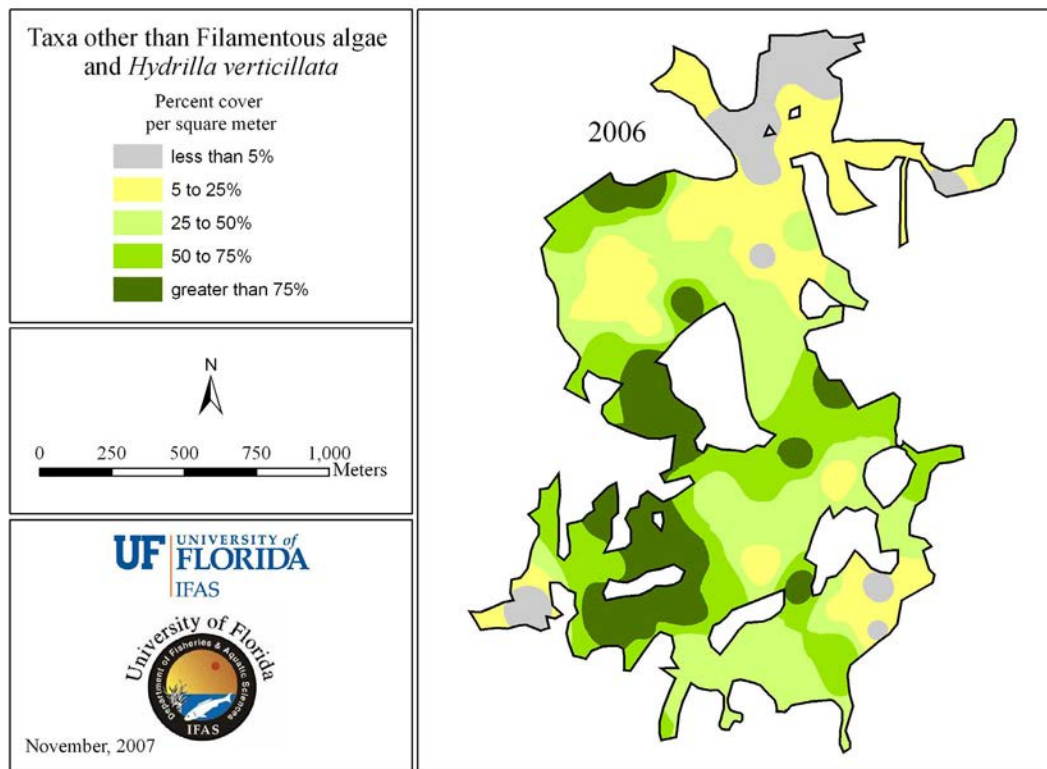 Taxa other than Filamentous algae
and Hydrilla verticillata
Percent cover
per square meter
less than 5%
5 to 25%
25 to 50%
50 to 75%
greater than 75%
N
0 250 500 750 1,000
Meters
UF UNIVERSITY of
FLORIDA
IFAS
University of Florida
Department of Fisheries & Aquatic Sciences
IFAS
November, 2007
2006